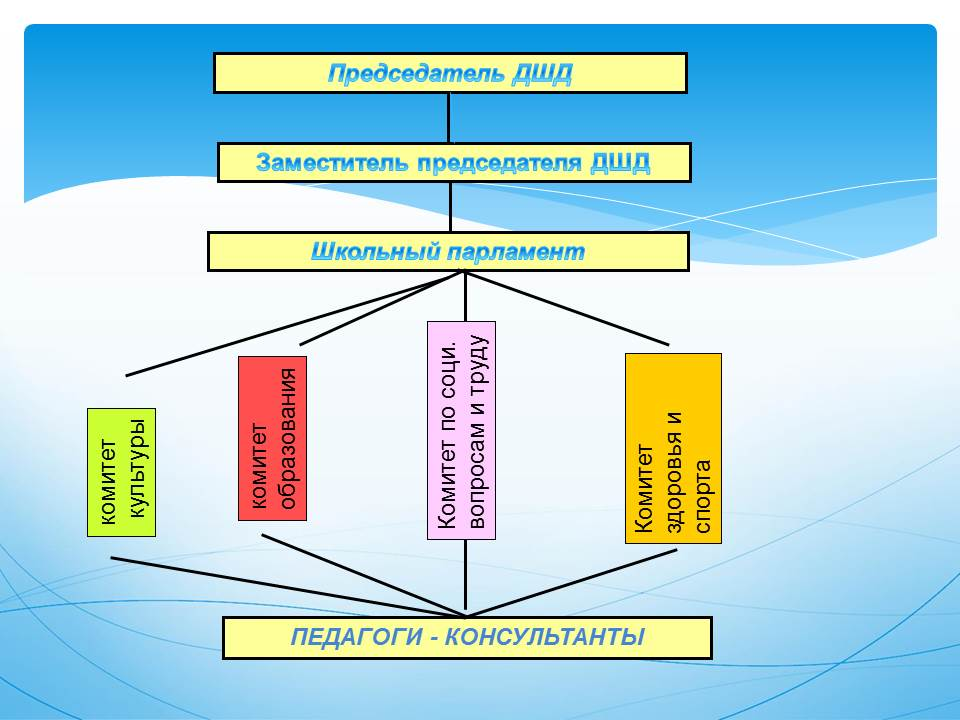 Председатель ДШД
Заместитель председателя ДШД
Школьный парламент
комитет
культуры
комитет
образования
Комитет по соци.
вопросам и труду
Комитет
здоровья и
спорта
ПЕДАГОГИ - КОНСУЛЬТАНТЫ